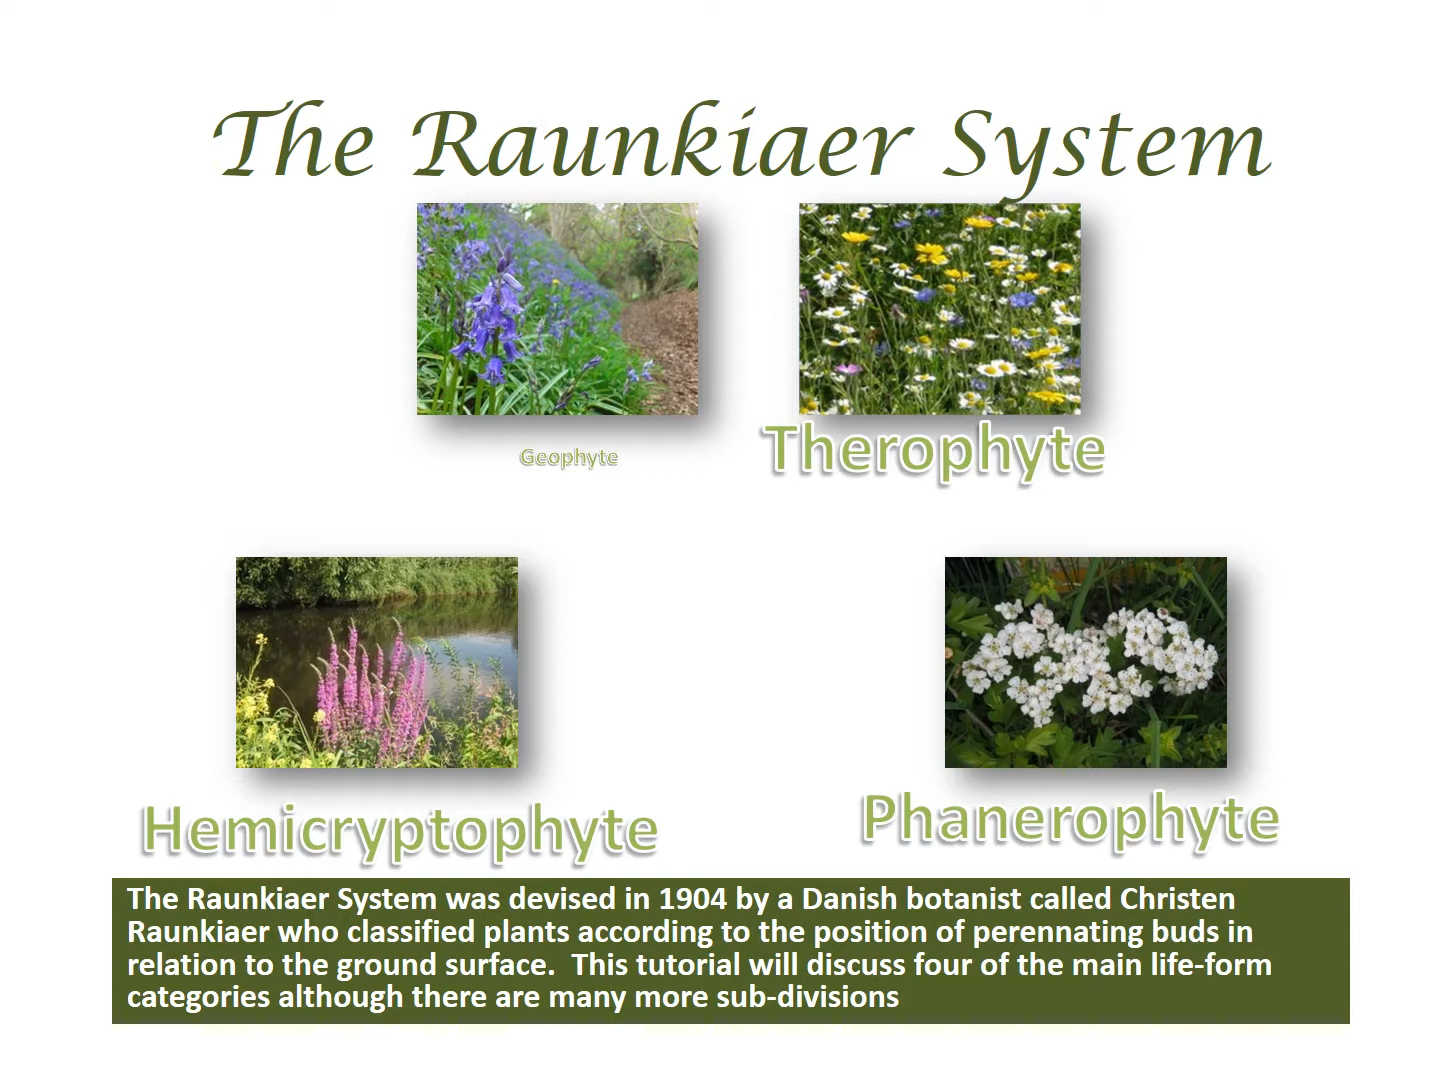 The Raunkiaer System
Geophyte
Therophyte
Hemicryptophyte
Phanerophyte
The Raunkiaer System was devised in 1904 by a Danish botanist called Christen
Raunkiaer who classified plants according to the position of perennating buds in
relation to the ground surface.  This tutorial will discuss four of the main life-form
categories although there are many more sub-divisions